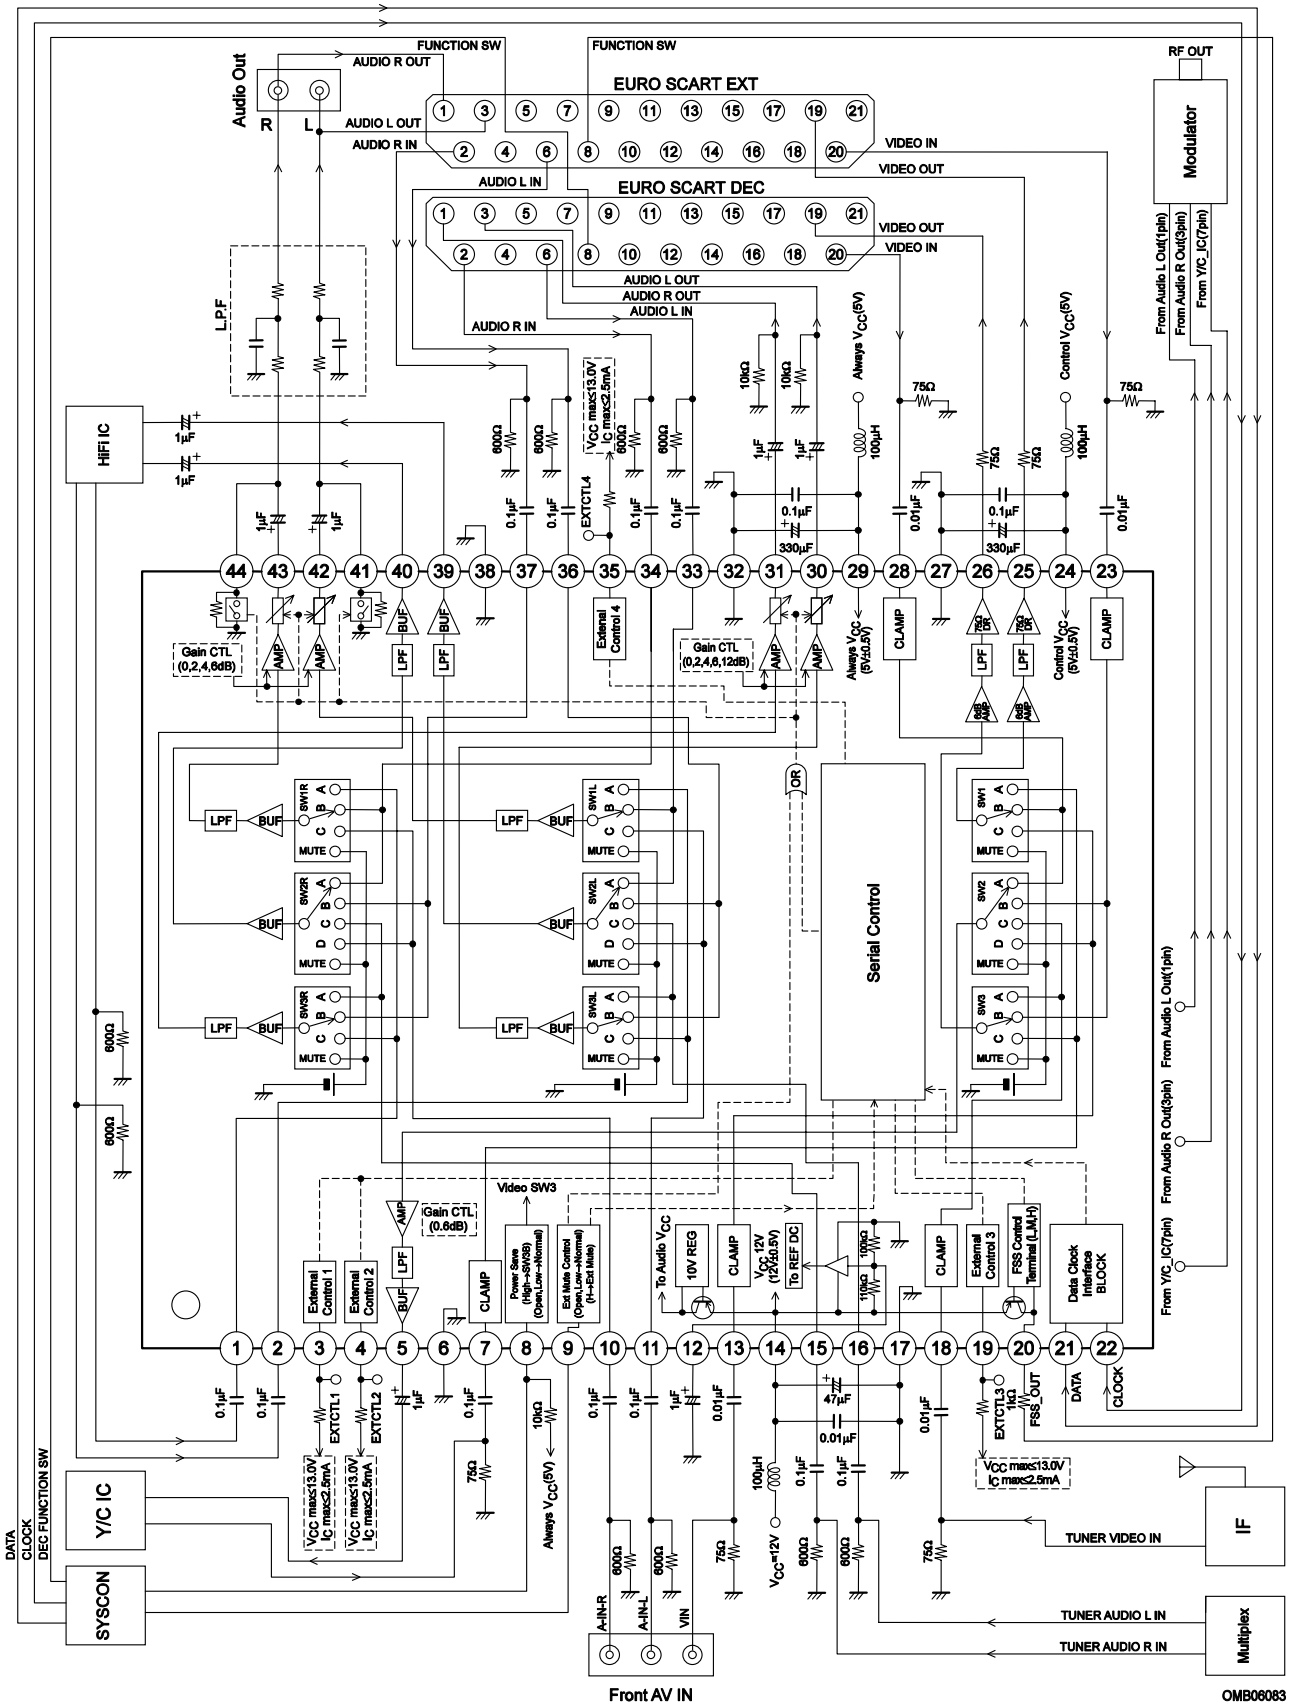 FUNCTION SW
AUDIO R OUT
FUNCTION SW
RF OUT
EURO SCART EXT
Audio Out
R
L
AUDIO L OUT
1 3 5 7 9 11 13 15 17 19 21
AUDIO R IN
2 4 6 8 10 12 14 16 18 20
VIDEO IN
VIDEO OUT
Modulator
AUDIO L IN
EURO SCART DEC
1 3 5 7 9 11 13 15 17 19 21
2 4 6 8 10 12 14 16 18 20
VIDEO OUT
VIDEO IN
From Audio L Out(1pin)
From Audio R Out(3pin)
From Y/C_IC(7pin)
AUDIO L OUT
AUDIO R OUT
AUDIO L IN
AUDIO R IN
L.P.F
Always VCC(5V)
Control VCC(5V)
VCC max≤13.0V
IC max≤2.5mA
10kΩ
10kΩ
75Ω
75Ω
HiFi IC
1μF
1μF
600Ω
600Ω
600Ω
600Ω
1μF
1μF
100μH
75Ω
75Ω
100μH
EXTCTL4
1μF
1μF
0.1μF
0.1μF
0.1μF
0.1μF
0.1μF
330μF
0.01μF
0.1μF
330μF
0.01μF
44 43 42 41 40 39 38 37 36 35 34 33 32 31 30 29 28 27 26 25 24 23
Gain CTL
(0,2,4,6dB)
AMP
AMP
BUF
BUF
LPF
LPF
Extenal
Control 4
Gain CTL
(0,2,4,6,12dB)
AMP
AMP
Always VCC
(5V±0.5V)
CLAMP
75Ω
DR
75Ω
DR
LPF
LPF
6dB
AMP
6dB
AMP
Control VCC
(5V±0.5V)
CLAMP
OR
LPF
BUF
SW1R
A
B
C
MUTE
LPF
BUF
SW1L
A
B
C
MUTE
SW1
A
B
C
MUTE
BUF
SW2R
A
B
C
D
MUTE
BUF
SW2L
A
B
C
D
MUTE
Serial Control
SW2
A
B
C
D
MUTE
LPF
BUF
SW3R
A
B
C
MUTE
LPF
BUF
SW3L
A
B
C
MUTE
SW3
A
B
C
MUTE
600Ω
600Ω
From Audio L Out(1pin)
From Audio R Out(3pin)
From Y/C_IC(7pin)
Video SW3
AMP
Gain CTL
(0.6dB)
LPF
BUF
External
Control 1
External
Control 2
CLAMP
Power Save
(High→SW3B)
(Open,Low→Normal)
Ext Mute Control
(Open,Low→Normal)
(H→Ext Mute)
To Audio VCC
10V REG
CLAMP
VCC 12V
(12V±0.5V)
To REF DC
100kΩ
110kΩ
CLAMP
External
Control 3
FSS Control
Terminal (L,M,H)
Data Clock
Interface
BLOCK
1 2 3 4 5 6 7 8 9 10 11 12 13 14 15 16 17 18 19 20 21 22
0.1μF
0.1μF
EXTCTL1
EXTCTL2
1μF
0.1μF
10kΩ
0.1μF
0.1μF
1μF
0.01μF
47μF
0.01μF
0.01μF
EXTCTL3
1kΩ
FSS_OUT
DATA
CLOCK
VCC max≤13.0V
IC max≤2.5mA
VCC max≤13.0V
IC max≤2.5mA
75Ω
Always VCC(5V)
100μH
0.1μF
0.1μF
VCC max≤13.0V
IC max≤2.5mA
Y/C IC
DATA
CLOCK
DEC FUNCTION SW
SYSCON
600Ω
600Ω
75Ω
VCC=12V
600Ω
600Ω
75Ω
TUNER VIDEO IN
IF
A-IN-R
A-IN-L
VIN
TUNER AUDIO L IN
TUNER AUDIO R IN
Multiplex
Front AV IN
OMB06083